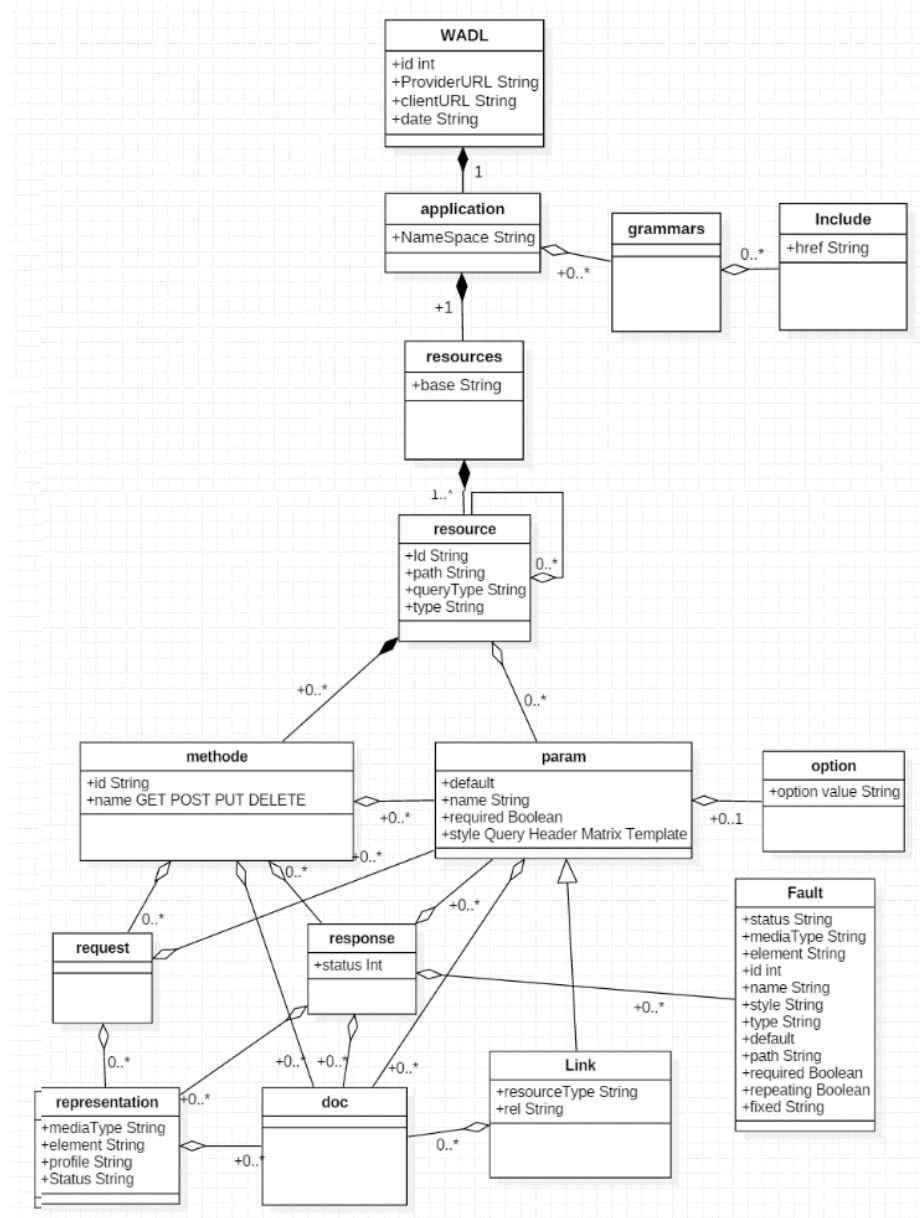 WADL
+id int
+ProviderURL String
+clientURL String
+date String
1
application
+NameSpace String
+0..*
grammars
0..*
Include
+href String
+1
resources
+base String
1..*
resource
+Id String
+path String
+queryType String
+type String
0..*
+0..*
0..*
methode
+id String
+name GET POST PUT DELETE
+0..*
param
+default
+name String
+required Boolean
+style Query Header Matrix Template
+0..1
option
+option value String
+0..*
0..*
0..*
+0..*
request
response
+status Int
+0..*
Fault
+status String
+mediaType String
+element String
+id int
+name String
+style String
+type String
+default
+path String
+required Boolean
+repeating Boolean
+fixed String
0..*
+0..*
+0..*
+0..*
+0..*
representation
+mediaType String
+element String
+profile String
+Status String
+0..*
doc
0..*
Link
+resourceType String
+rel String